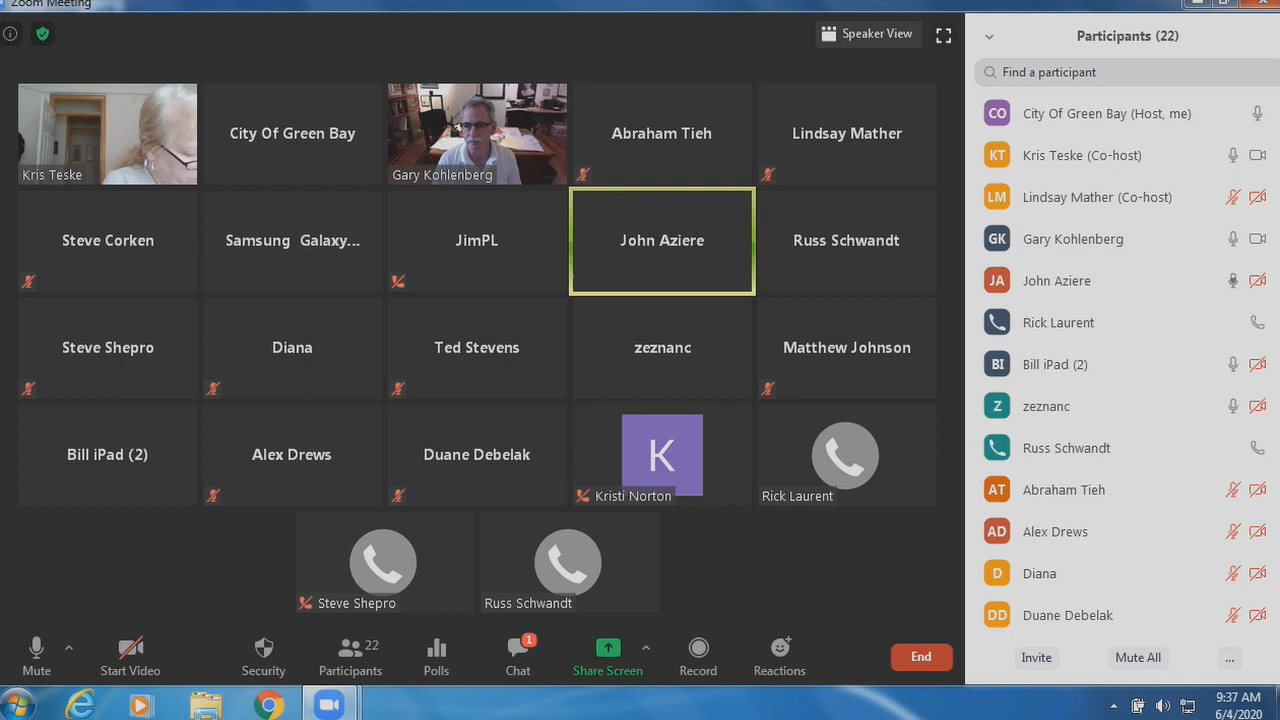 Zoom Meeting
Speaker View
Kris Teske
City Of Green Bay
Gary Kohlenberg
Abraham Tieh
Lindsay Mather
Steve Corken
Samsung Galaxy...
JimPL
John Aziere
Russ Schwandt
Steve Shepro
Diana
Ted Stevens
zeznanc
Matthew Johnson
Bill iPad (2)
Alex Drews
Duane Debelak
K
Kristi Norton
Rick Laurent
Steve Shepro
Russ Schwandt
Mute
Start Video
Security
22
Participants
Polls
1
Chat
Share Screen
Record
Reactions
End
Participants (22)
Find a participant
CO City Of Green Bay (Host, me)
KT Kris Teske (Co-host)
LM Lindsay Mather (Co-host)
GK Gary Kohlenberg
JA John Aziere
Rick Laurent
BI Bill iPad (2)
Z zeznanc
Russ Schwandt
AT Abraham Tieh
AD Alex Drews
D Diana
DD Duane Debelak
Invite
Mute All
...
9:37 AM
6/4/2020